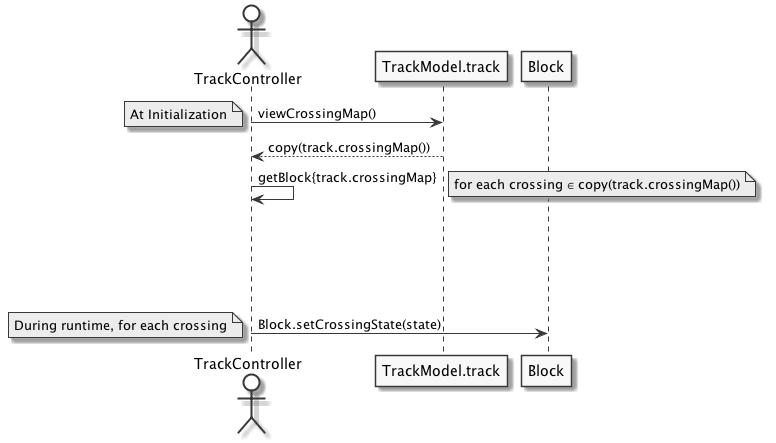 TrackController
TrackModel.track
Block
At Initialization
viewCrossingMap()
copy(track.crossingMap())
getBlock{track.crossingMap}
for each crossing ∈ copy(track.crossingMap())
During runtime, for each crossing
Block.setCrossingState(state)
TrackController
TrackModel.track
Block